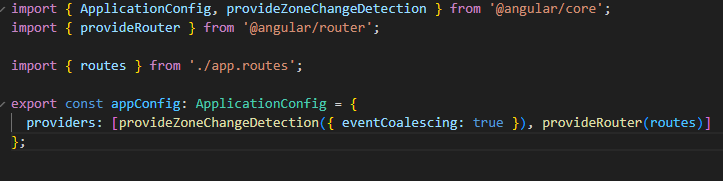 import { ApplicationConfig, provideZoneChangeDetection } from '@angular/core';
import { provideRouter } from '@angular/router';
import { routes } from './app.routes';
export const appConfig: ApplicationConfig = {
providers: [provideZoneChangeDetection({ eventCoalescing: true }), provideRouter(routes)]
};